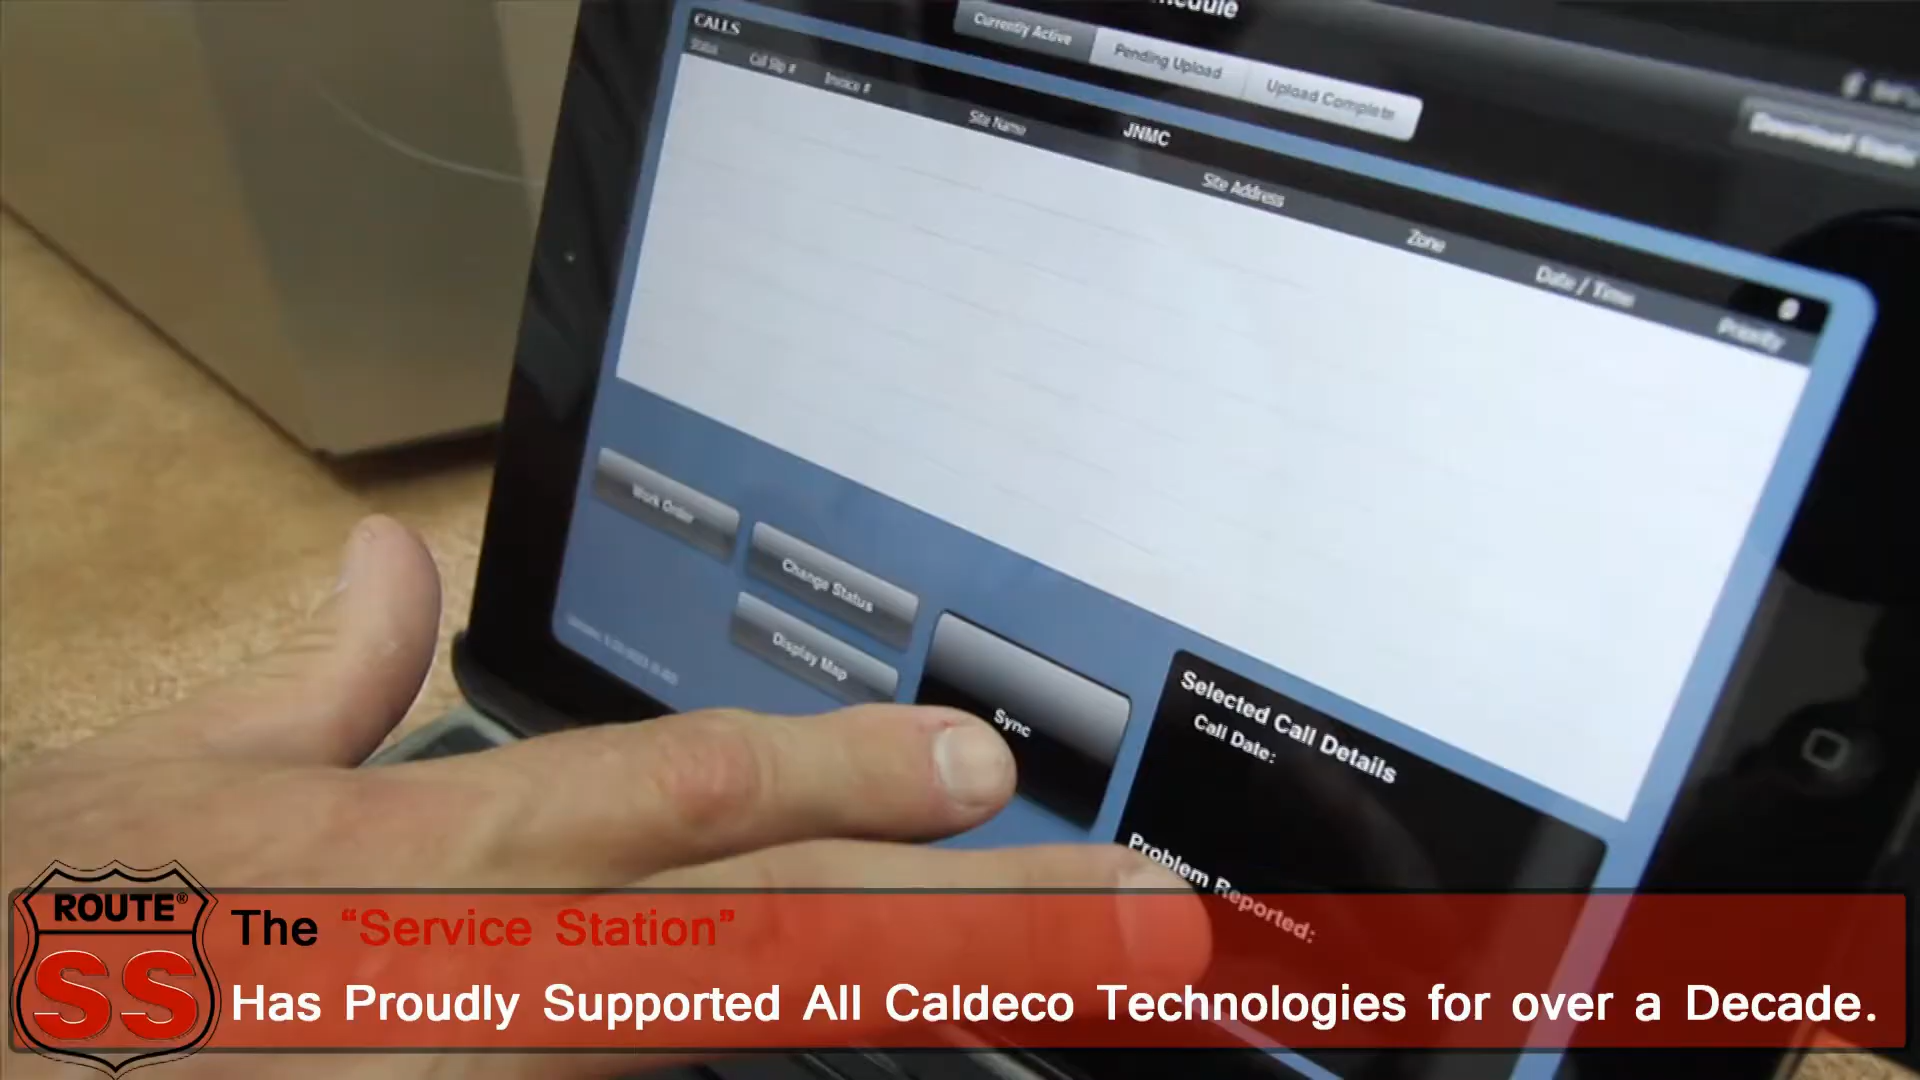 CALLS
Currently Active
Pending Upload
Upload Complete
Status
Call Slip #
Invoice #
Site Name
JNMC
Site Address
Zone
Date / Time
Priority
Work Order
Change Status
Display Map
Sync
Selected Call Details
Call Date:
Problem Reported:
ROUTE®
SS
The “Service Station”
Has Proudly Supported All Caldeco Technologies for over a Decade.